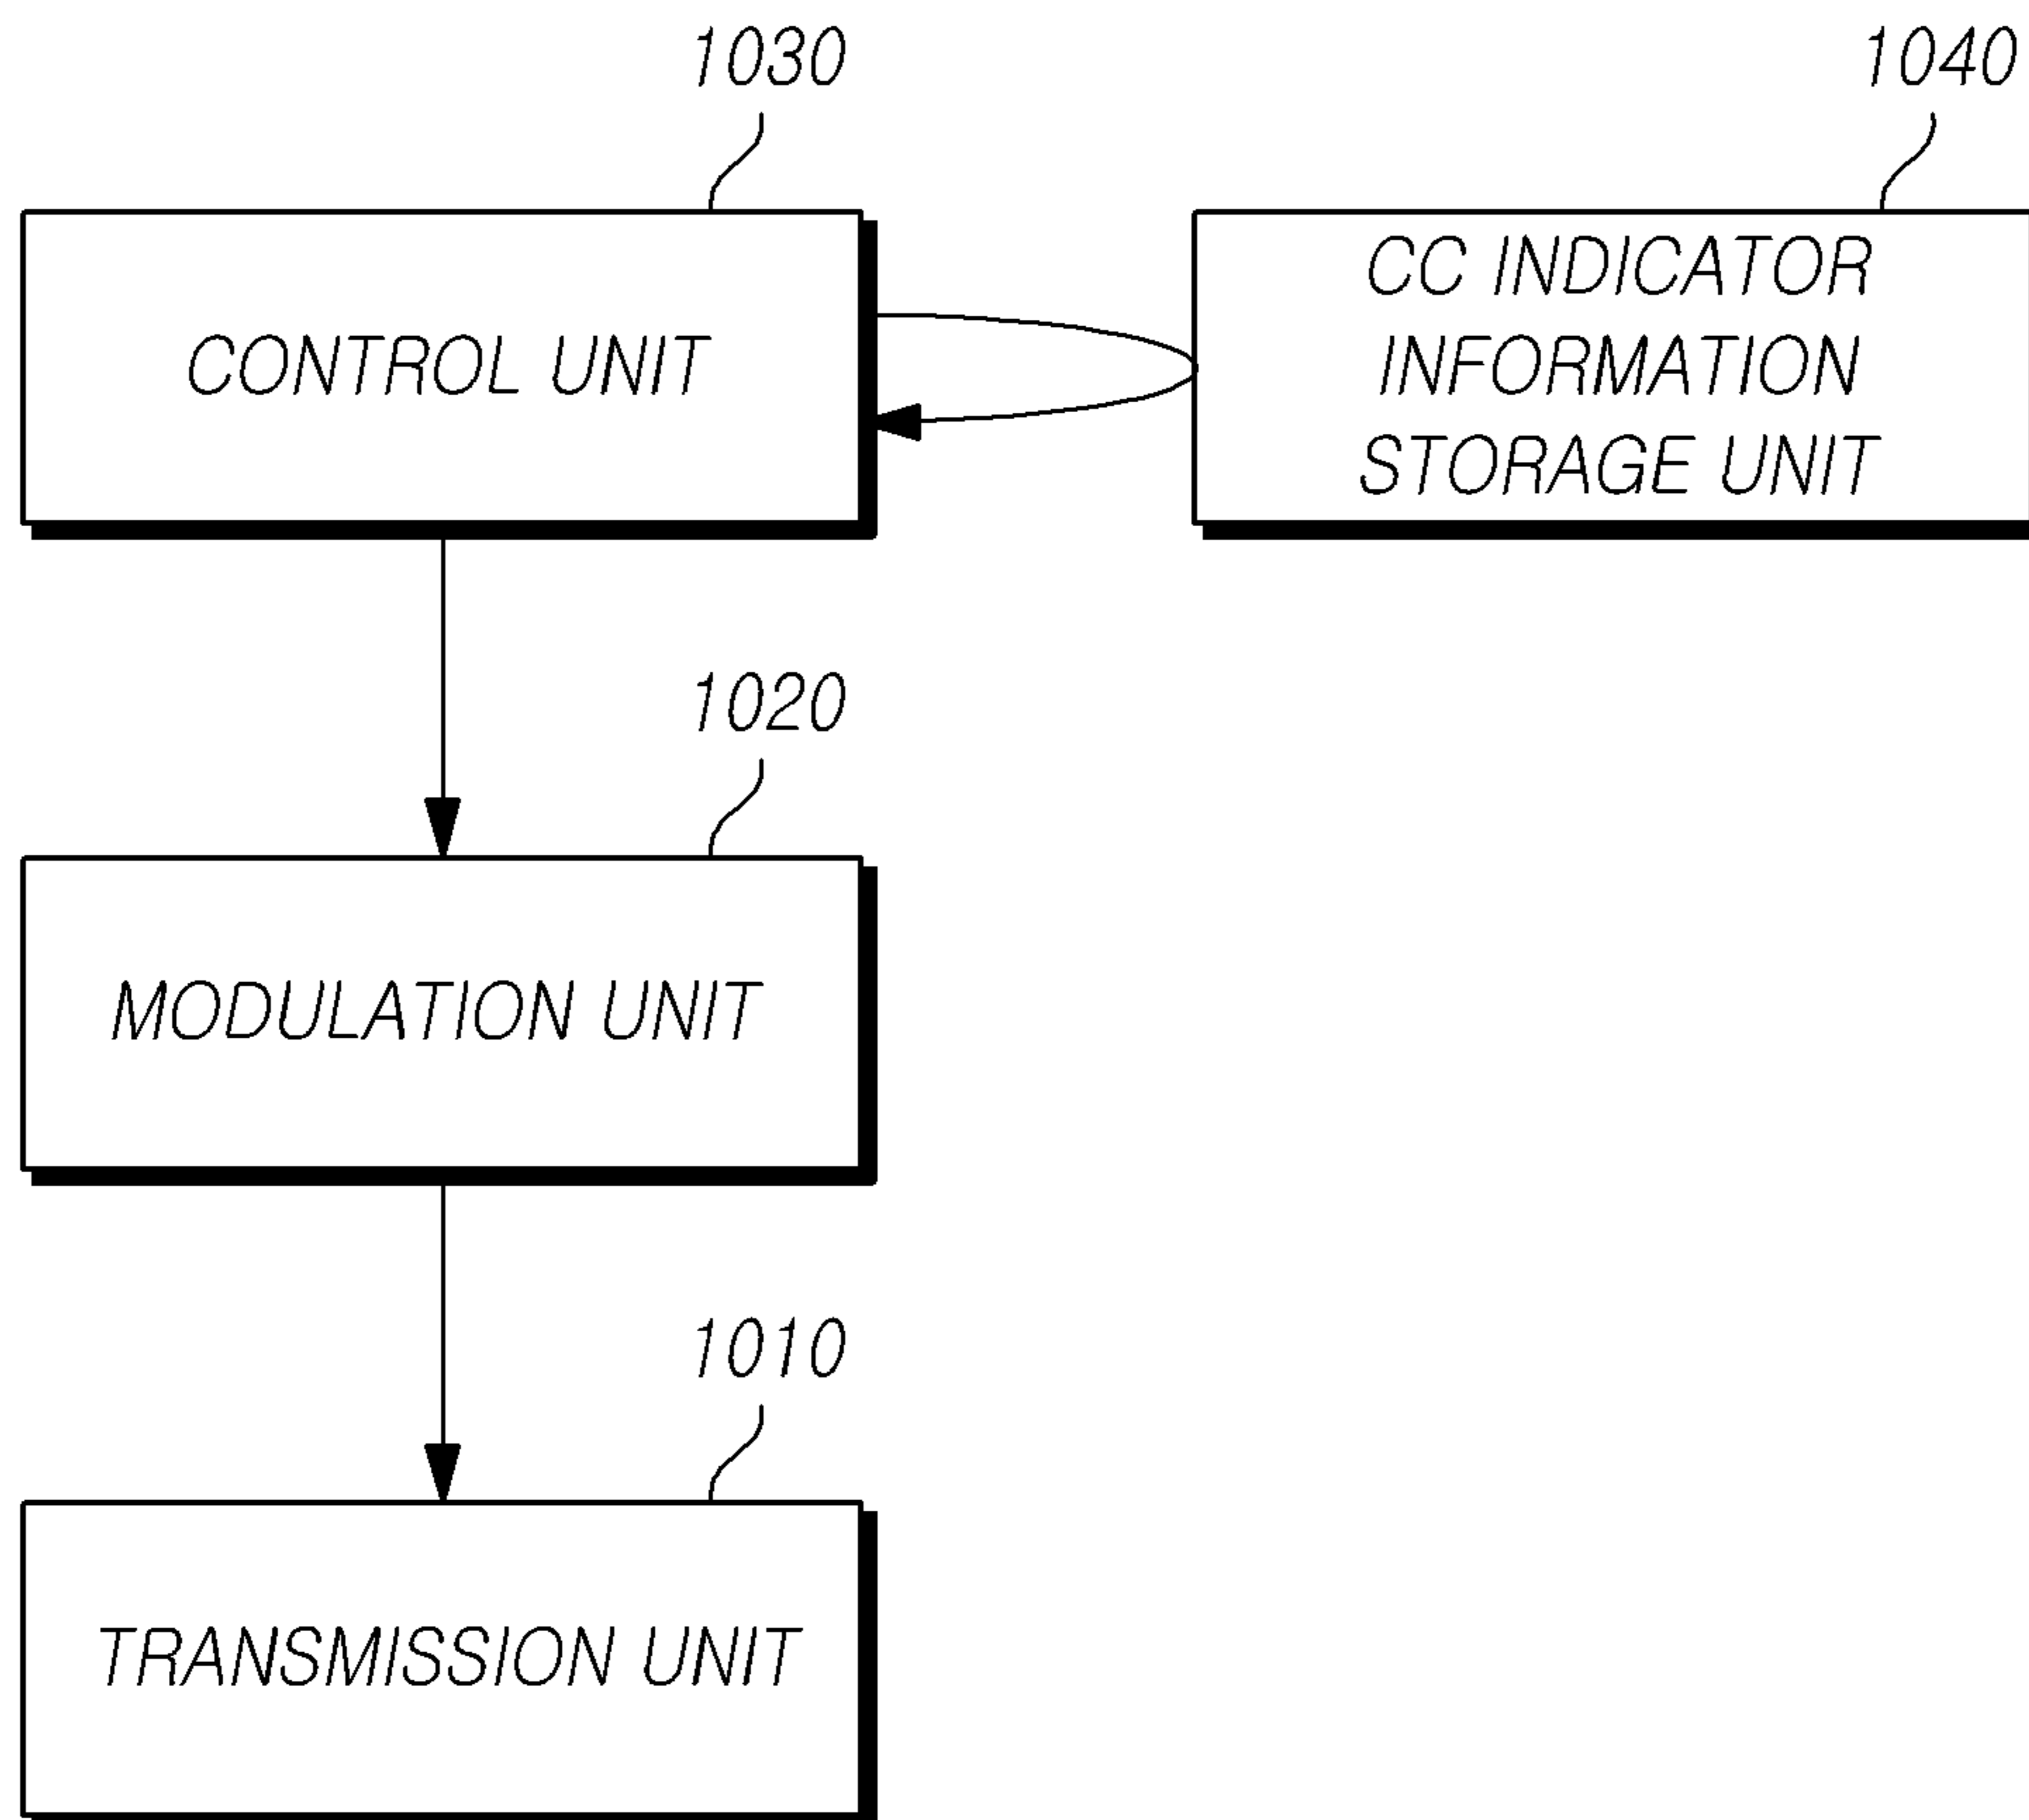 1030
1040
CONTROL UNIT
CC INDICATOR
INFORMATION
STORAGE UNIT
1020
MODULATION UNIT
1010
TRANSMISSION UNIT